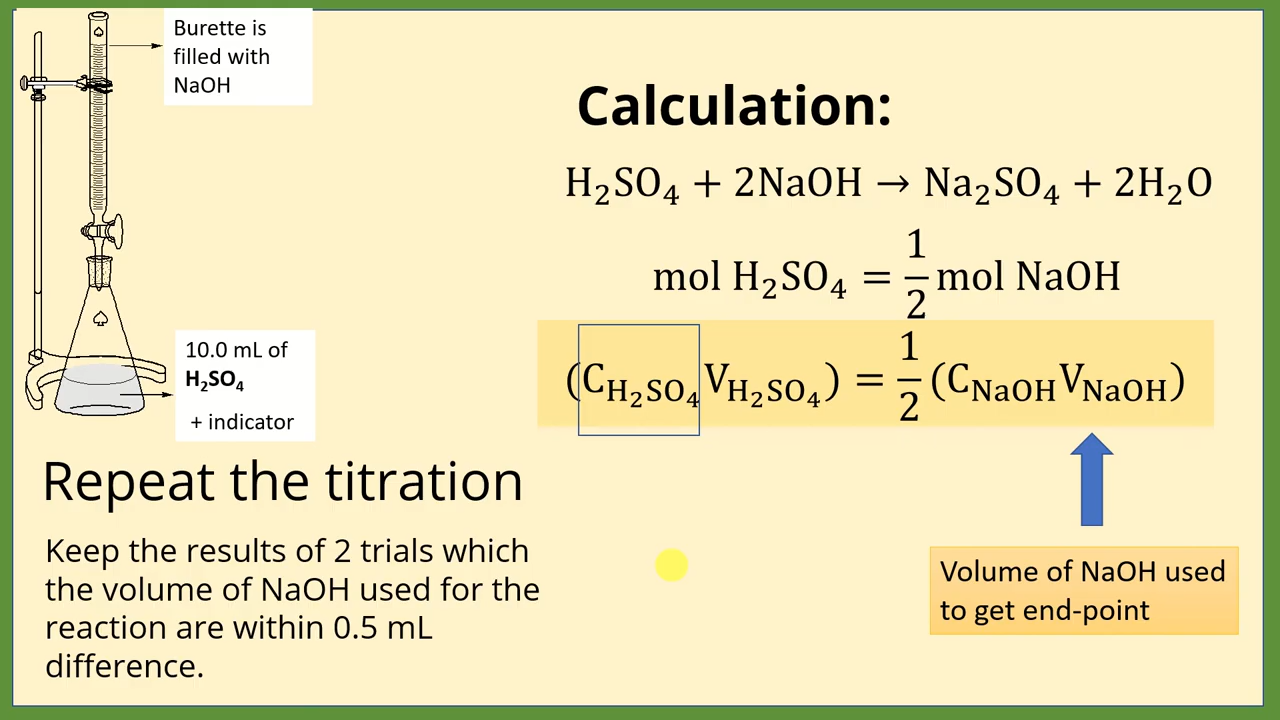 Burette is
filled with
NaOH
10.0 mL of
H₂SO₄
+ indicator
Repeat the titration
Keep the results of 2 trials which
the volume of NaOH used for the
reaction are within 0.5 mL
difference.
Calculation:
H₂SO₄ + 2NaOH → Na₂SO₄ + 2H₂O
mol H₂SO₄ = 1/2 mol NaOH
(C_H₂SO₄ V_H₂SO₄) = 1/2 (C_NaOH V_NaOH)
Volume of NaOH used
to get end-point